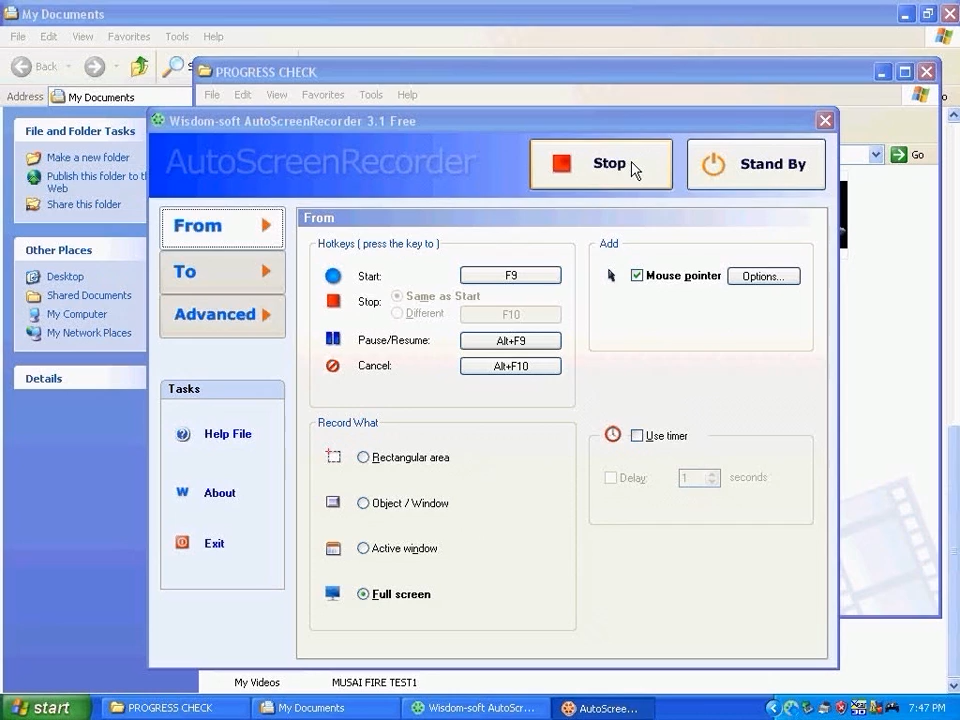 My Documents
File Edit View Favorites Tools Help
Back
Address My Documents
PROGRESS CHECK
File Edit View Favorites Tools Help
Go
Wisdom-soft AutoScreenRecorder 3.1 Free
AutoScreenRecorder
Stop
Stand By
File and Folder Tasks
Make a new folder
Publish this folder to th
Web
Share this folder
Other Places
Desktop
Shared Documents
My Computer
My Network Places
Details
From
To
Advanced
Tasks
Help File
About
Exit
From
Hotkeys ( press the key to )
Start: F9
Stop: Same as Start
Different F10
Pause/Resume: Alt+F9
Cancel: Alt+F10
Add
Mouse pointer Options...
Record What
Rectangular area
Object / Window
Active window
Full screen
Use timer
Delay: 1 seconds
My Videos MUSAI FIRE TEST1
start PROGRESS CHECK My Documents Wisdom-soft AutoScr... AutoScree... 7:47 PM